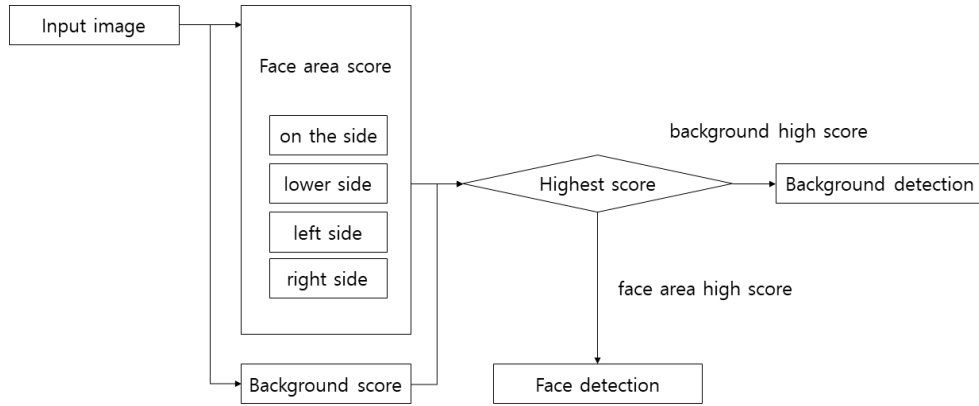 Input image
Face area score
on the side
lower side
left side
right side
Background score
Highest score
background high score
Background detection
face area high score
Face detection